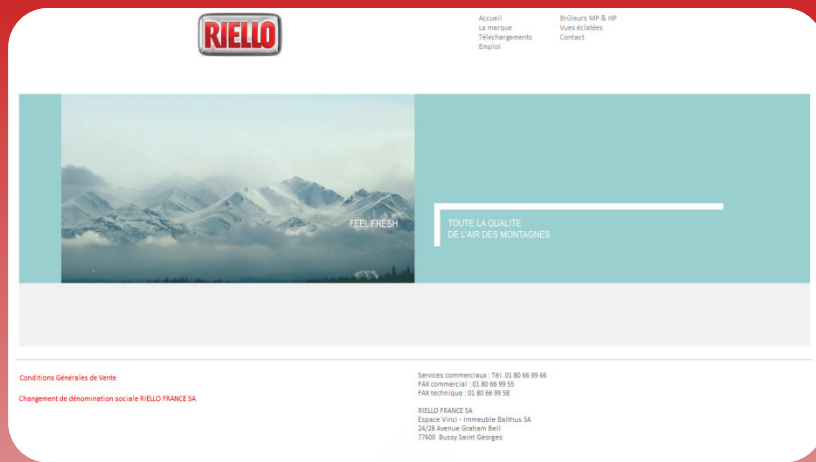 RIELLO
Accueil
La marque
Téléchargements
Emploi
Brûleurs MP & HP
Vues éclatées
Contact
FEEL FRESH
TOUTE LA QUALITE
DE L'AIR DES MONTAGNES
Conditions Générales de Vente
Changement de dénomination sociale RIELLO FRANCE SA
Services commerciaux : Tél. 01 80 66 99 66
FAX commercial : 01 80 66 99 55
FAX technique : 01 80 66 99 58
RIELLO FRANCE SA
Espace Vinci - Immeuble Balthus 3A
24/28 Avenue Graham Bell
77600 Bussy Saint Georges